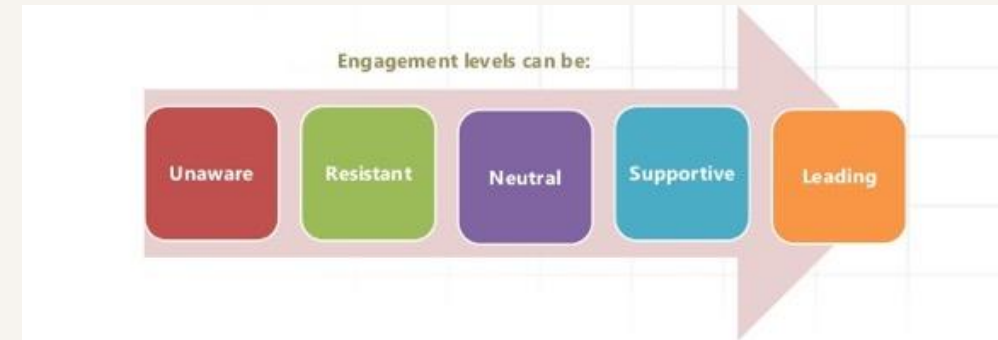 Engagement levels can be:
Unaware
Resistant
Neutral
Supportive
Leading